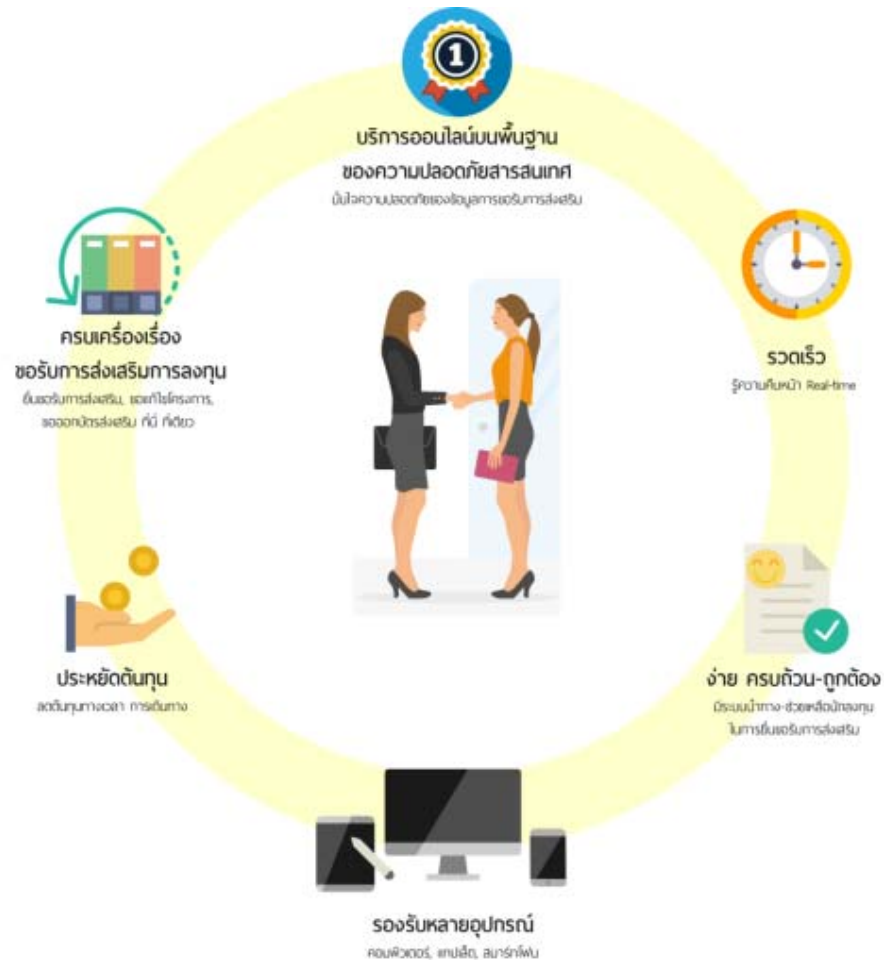 1
บริการออนไลน์บนพื้นฐาน
ของความปลอดภัยสารสนเทศ
มั่นใจความปลอดภัยของข้อมูลการขอรับการส่งเสริม
รวดเร็ว
รู้ความคืบหน้า Real-time
ง่าย ครบถ้วน-ถูกต้อง
มีระบบนำทาง-ช่วยเหลือนักลงทุน
ในการยื่นขอรับการส่งเสริม
รองรับหลายอุปกรณ์
คอมพิวเตอร์, แทปเล็ต, สมาร์ทโฟน
ประหยัดต้นทุน
ลดต้นทุนทางเวลา การเดินทาง
ครบเครื่องเรื่อง
ขอรับการส่งเสริมการลงทุน
ยื่นขอรับการส่งเสริม, ขอแก้ไขโครงการ,
ขอออกบัตรส่งเสริม ที่นี่ ที่เดียว